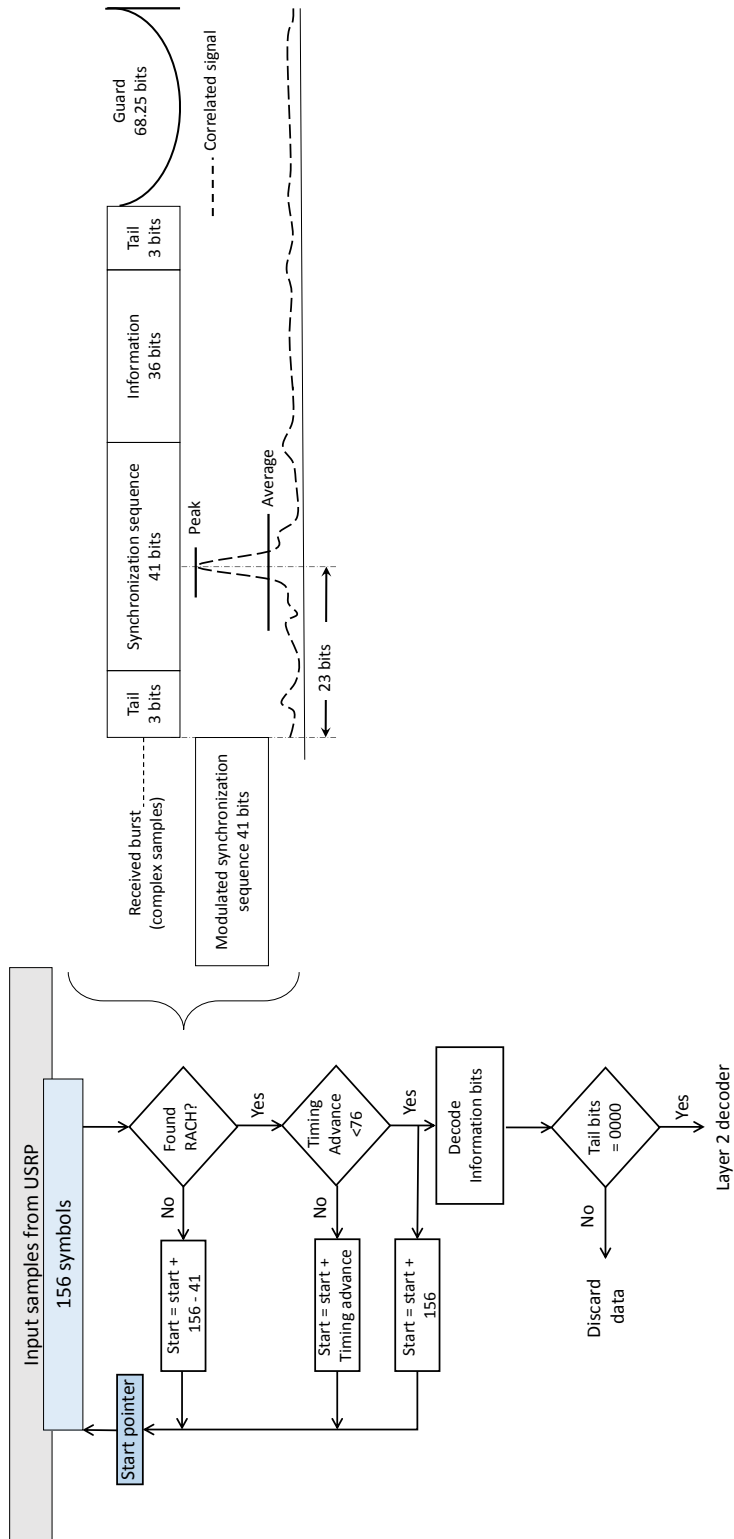 Input samples from USRP
156 symbols
Start pointer
Found
RACH?
No
Yes
Start = start +
156 - 41
Timing
Advance
<76
No
Yes
Start = start +
Timing advance
Start = start +
156
Decode
Information bits
Tail bits
= 0000
No
Yes
Discard
data
Layer 2 decoder
Received burst
(complex samples)
Tail
3 bits
Synchronization sequence
41 bits
Information
36 bits
Tail
3 bits
Guard
68.25 bits
Modulated synchronization
sequence 41 bits
Peak
Average
Correlated signal
23 bits